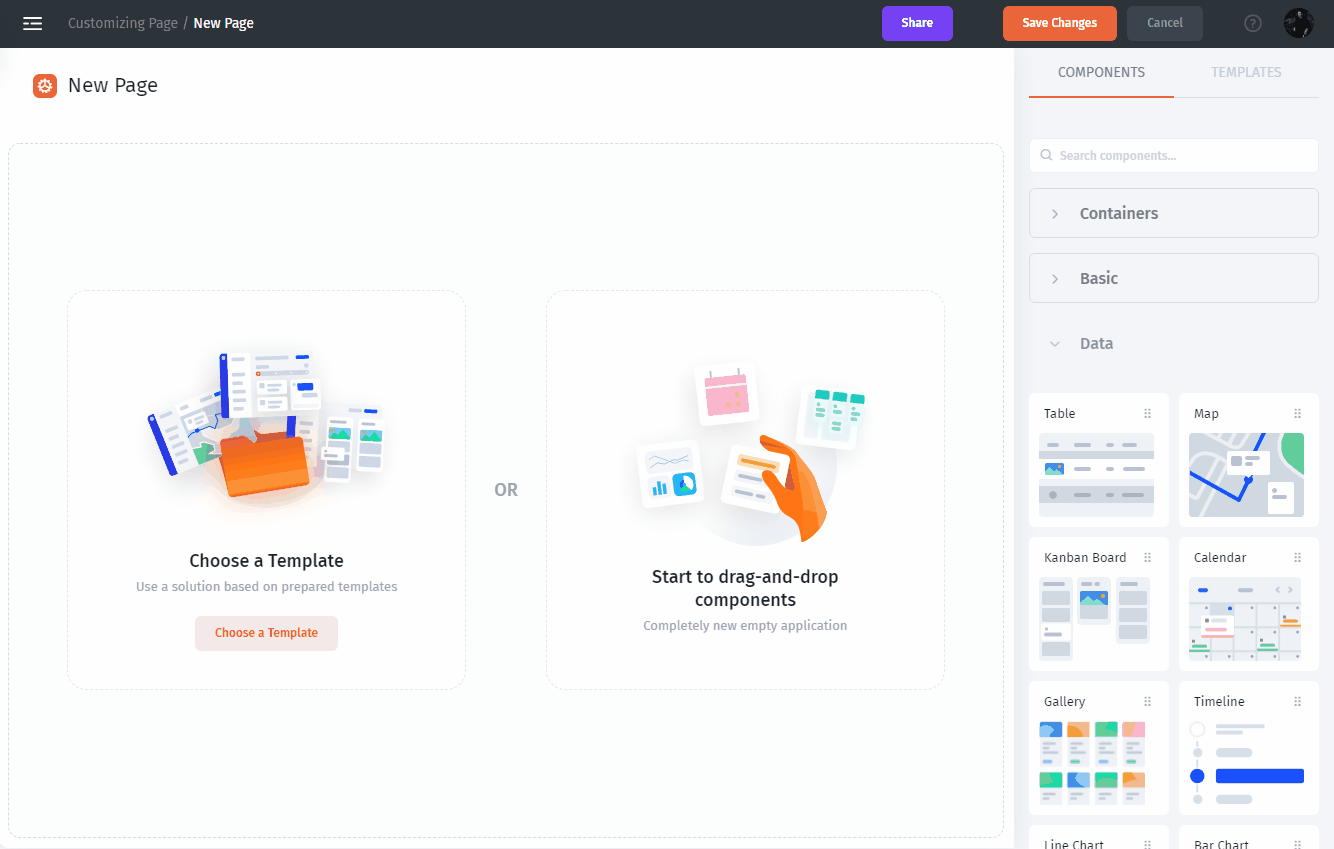 Customizing Page / New Page
Share
Save Changes
Cancel
?
New Page
COMPONENTS
TEMPLATES
Search components...
Containers
Basic
Data
Choose a Template
Use a solution based on prepared templates
Choose a Template
OR
Start to drag-and-drop
components
Completely new empty application
Table
Map
Kanban Board
Calendar
Gallery
Timeline
Line Chart
Bar Chart